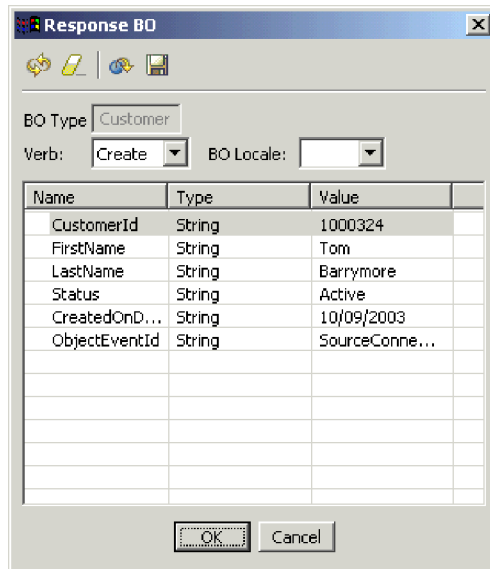 Response BO
BO Type Customer
Verb: Create BO Locale:
Name Type Value
CustomerId String 1000324
FirstName String Tom
LastName String Barrymore
Status String Active
CreatedOnD... String 10/09/2003
ObjectEventId String SourceConne...
OK Cancel